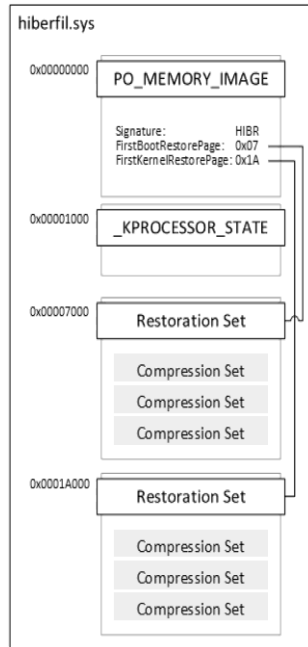 hiberfil.sys
0x00000000
PO_MEMORY_IMAGE
Signature: HIBR
FirstBootRestorePage: 0x07
FirstKernelRestorePage: 0x1A
0x00001000
_KPROCESSOR_STATE
0x00007000
Restoration Set
Compression Set
Compression Set
Compression Set
0x0001A000
Restoration Set
Compression Set
Compression Set
Compression Set